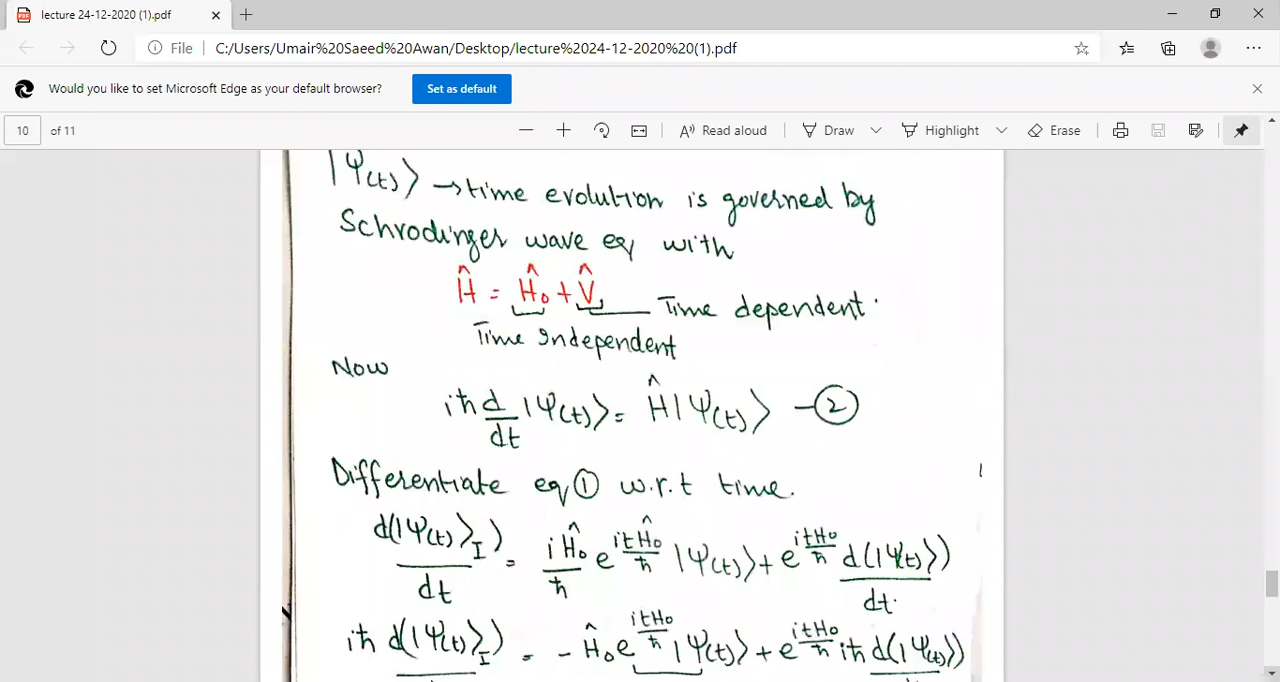 lecture 24-12-2020 (1).pdf
File | C:/Users/Umair%20Saeed%20Awan/Desktop/lecture%2024-12-2020%20(1).pdf
Would you like to set Microsoft Edge as your default browser? Set as default
10 of 11 Read aloud Draw Highlight Erase
|Ψ(t)⟩ → time evolution is governed by
Schrodinger wave eq with
Ĥ = Ĥ₀ + V̂
Time dependent.
Time Independent
Now
iħ d/dt |Ψ(t)⟩ = Ĥ|Ψ(t)⟩ —②
Differentiate eq ① w.r.t time.
d(|Ψ(t)⟩_I)/dt = iĤ₀/ħ e^{itĤ₀/ħ} |Ψ(t)⟩ + e^{itH₀/ħ} d(|Ψ(t)⟩)/dt.
iħ d(|Ψ(t)⟩_I) = - Ĥ₀ e^{itH₀/ħ} |Ψ(t)⟩ + e^{itH₀/ħ} iħ d(|Ψ(t)⟩)